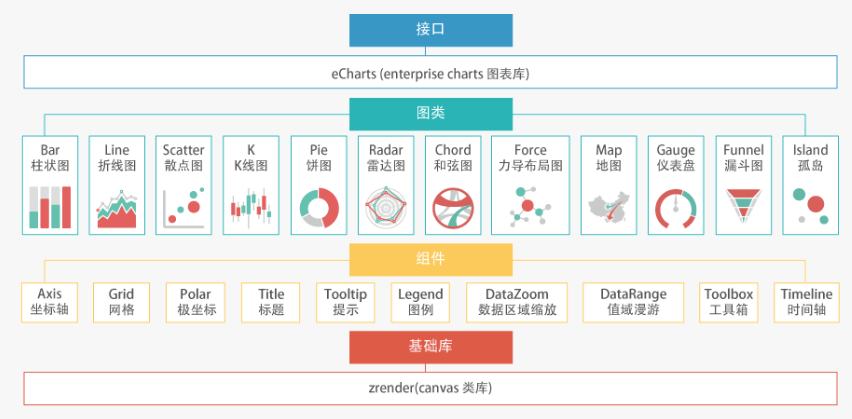 接口
eCharts (enterprise charts 图表库)
图类
Bar
柱状图
Line
折线图
Scatter
散点图
K
K线图
Pie
饼图
Radar
雷达图
Chord
和弦图
Force
力导布局图
Map
地图
Gauge
仪表盘
Funnel
漏斗图
Island
孤岛
组件
Axis
坐标轴
Grid
网格
Polar
极坐标
Title
标题
Tooltip
提示
Legend
图例
DataZoom
数据区域缩放
DataRange
值域漫游
Toolbox
工具箱
Timeline
时间轴
基础库
zrender(canvas 类库)